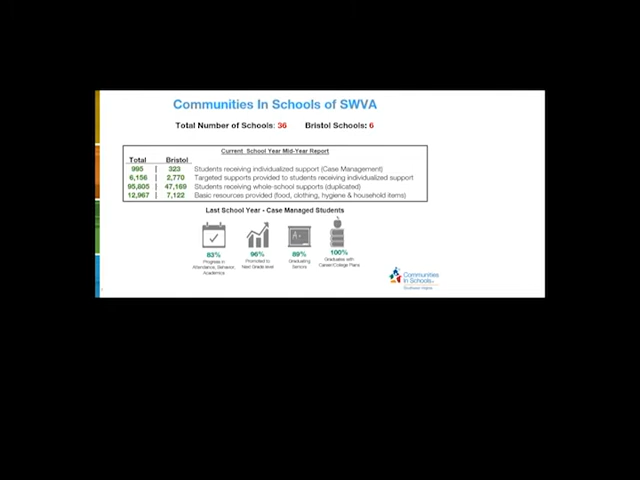 Communities In Schools of SWVA
Total Number of Schools: 36 Bristol Schools: 6
Current School Year Mid-Year Report
Total Bristol
995 | 323 Students receiving individualized support (Case Management)
6,156 | 2,770 Targeted supports provided to students receiving individualized support
95,805 | 47,169 Students receiving whole-school supports (duplicated)
12,967 | 7,122 Basic resources provided (food, clothing, hygiene & household items)
Last School Year - Case Managed Students
A+
83% 96% 89% 100%
Progress in Attendance, Behavior, Academics
Promoted to Next Grade level
Graduating Seniors
Graduates with Career/College Plans
Communities
In Schools
Southwest Virginia